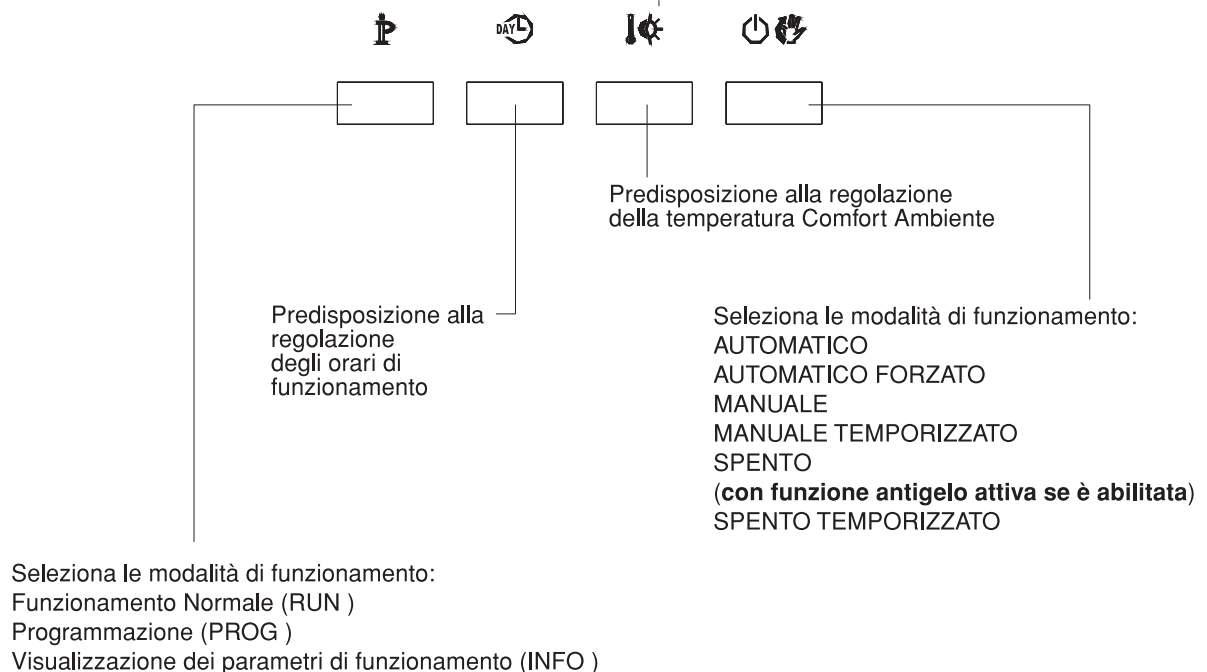 DAY
Predisposizione alla regolazione
della temperatura Comfort Ambiente
Predisposizione alla
regolazione
degli orari di
funzionamento
Seleziona le modalità di funzionamento:
AUTOMATICO
AUTOMATICO FORZATO
MANUALE
MANUALE TEMPORIZZATO
SPENTO
(con funzione antigelo attiva se è abilitata)
SPENTO TEMPORIZZATO
Seleziona le modalità di funzionamento:
Funzionamento Normale (RUN )
Programmazione (PROG )
Visualizzazione dei parametri di funzionamento (INFO )